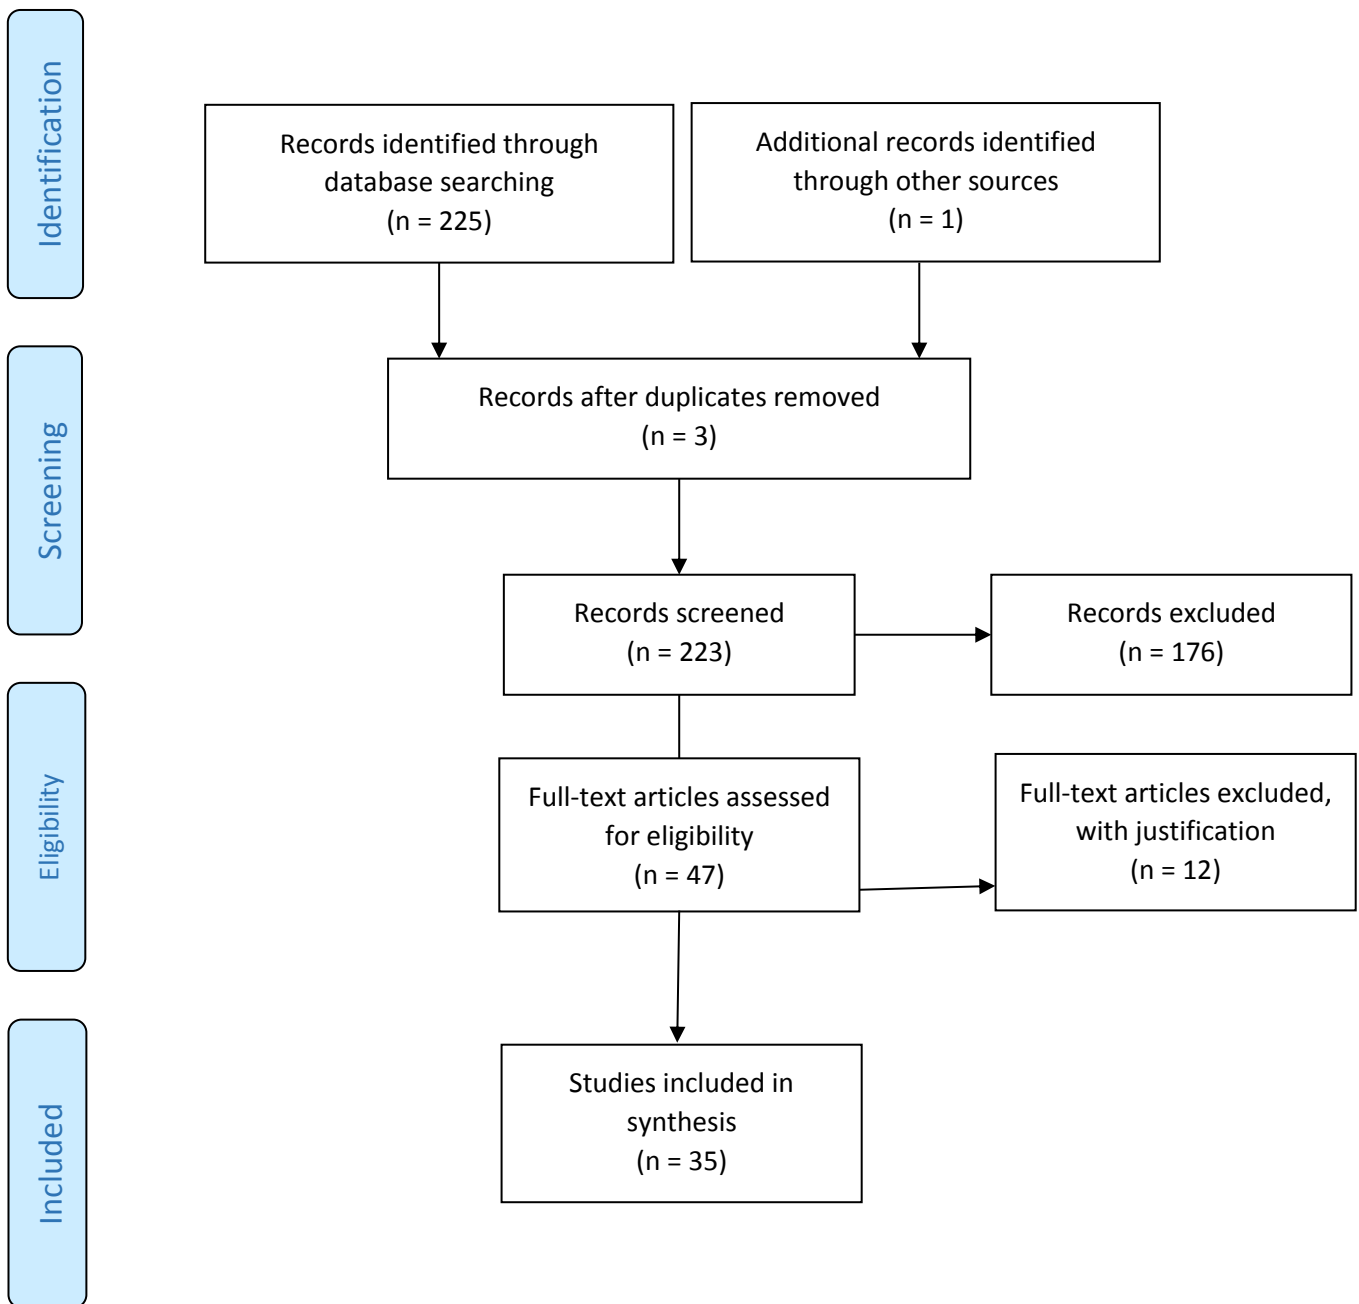 Identification
Records identified through
database searching
(n = 225)
Additional records identified
through other sources
(n = 1)
Screening
Records after duplicates removed
(n = 3)
Records screened
(n = 223)
Records excluded
(n = 176)
Eligibility
Full-text articles assessed
for eligibility
(n = 47)
Full-text articles excluded,
with justification
(n = 12)
Included
Studies included in
synthesis
(n = 35)